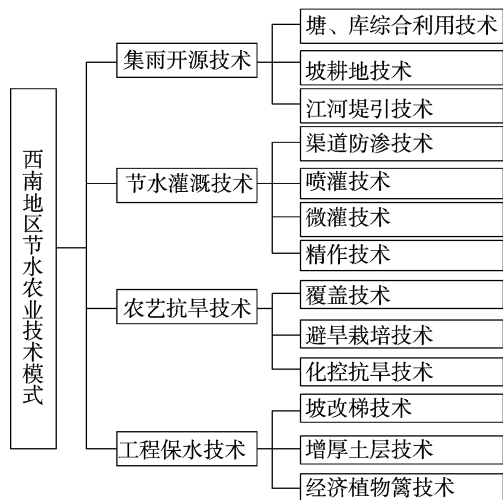 西南地区节水农业技术模式
集雨开源技术
塘、库综合利用技术
坡耕地技术
江河堤引技术
节水灌溉技术
渠道防渗技术
喷灌技术
微灌技术
精作技术
农艺抗旱技术
覆盖技术
避旱栽培技术
化控抗旱技术
工程保水技术
坡改梯技术
增厚土层技术
经济植物篱技术